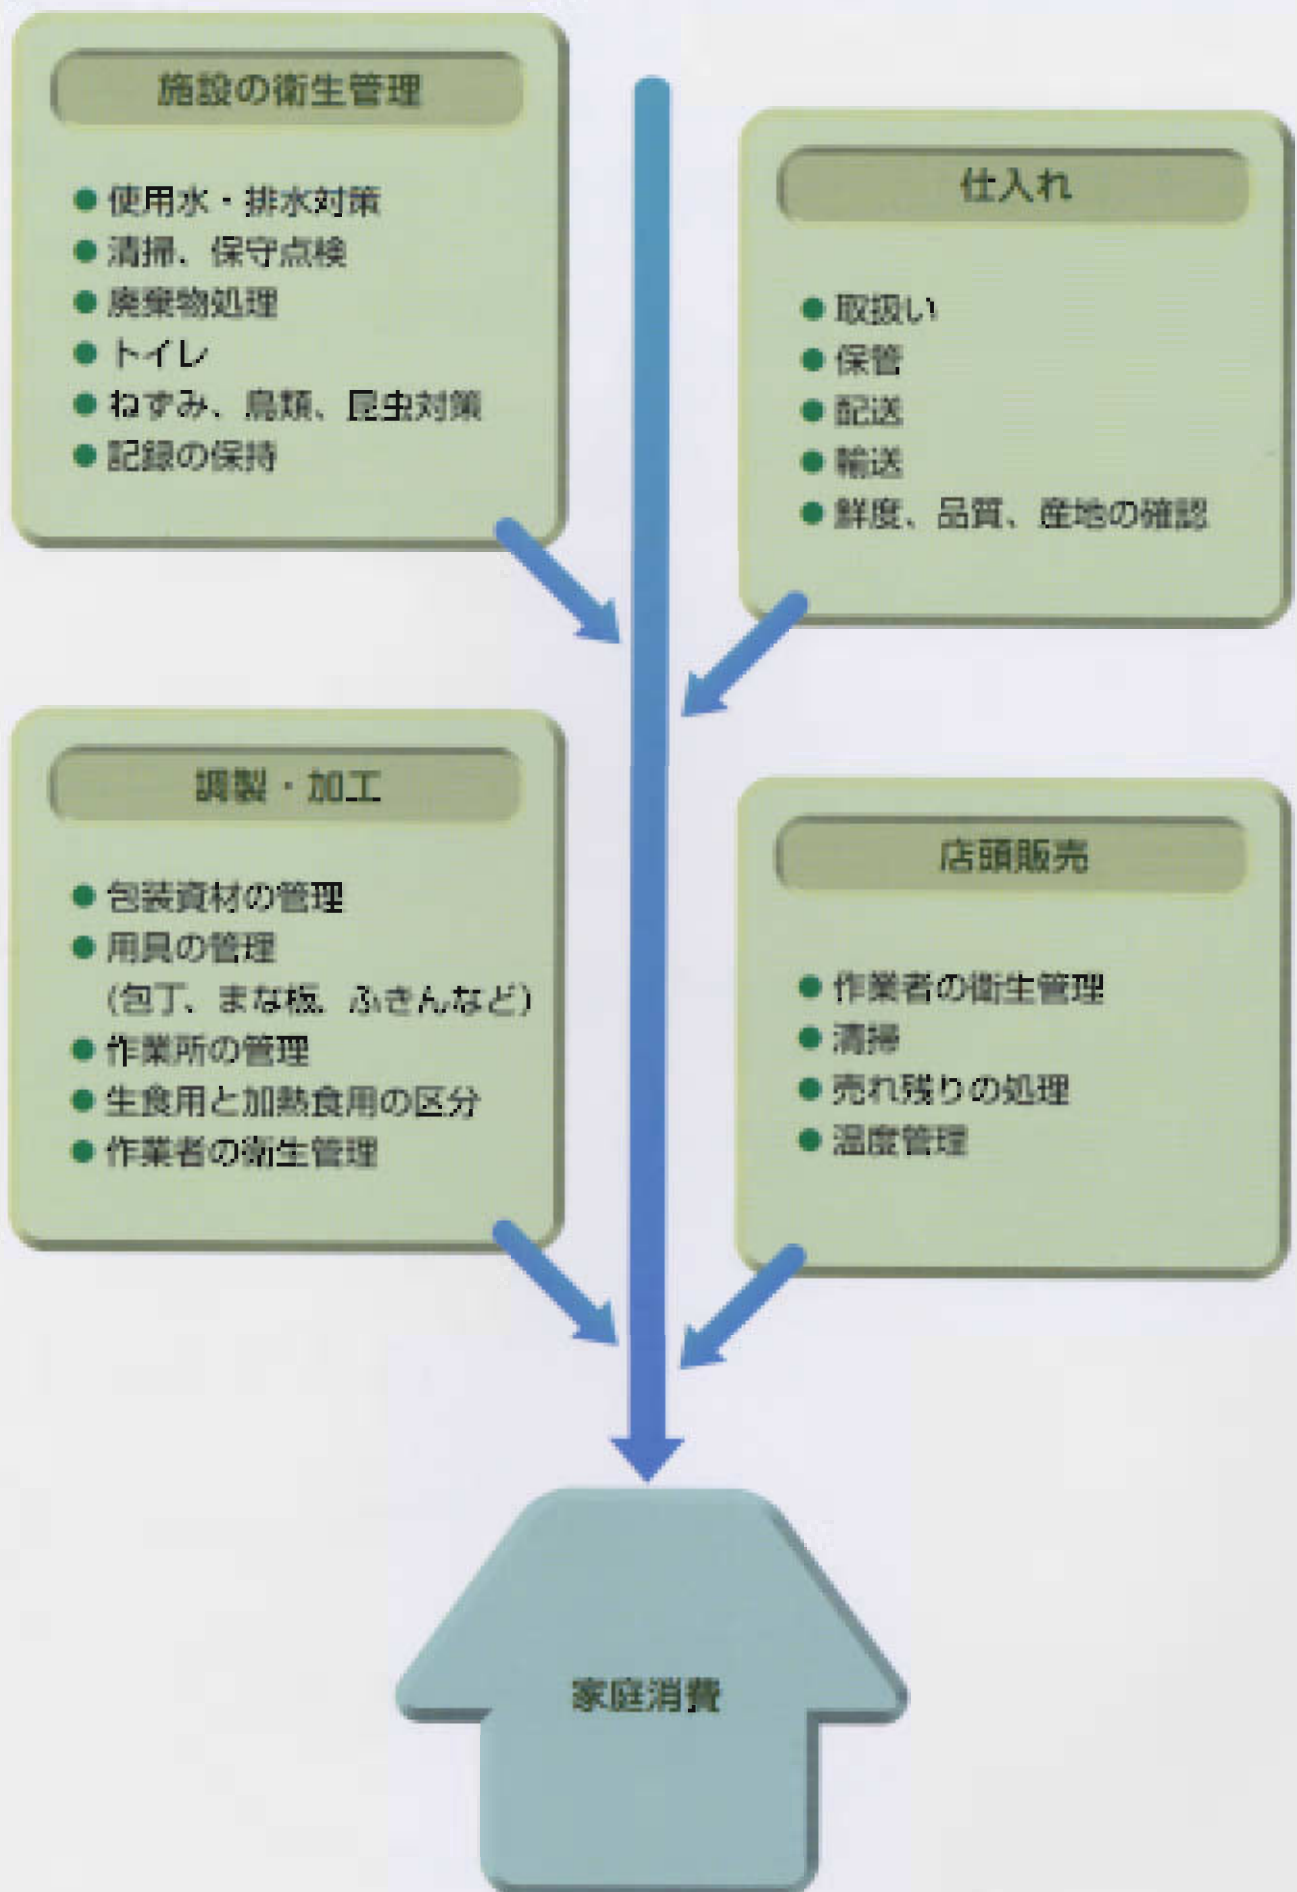 施設の衛生管理
● 使用水・排水対策
● 清掃、保守点検
● 廃棄物処理
● トイレ
● ねずみ、鳥類、昆虫対策
● 記録の保持
仕入れ
● 取扱い
● 保管
● 配送
● 輸送
● 鮮度、品質、産地の確認
調製・加工
● 包装資材の管理
● 用具の管理
(包丁、まな板、ふきんなど)
● 作業所の管理
● 生食用と加熱食用の区分
● 作業者の衛生管理
店頭販売
● 作業者の衛生管理
● 清掃
● 売れ残りの処理
● 温度管理
家庭消費